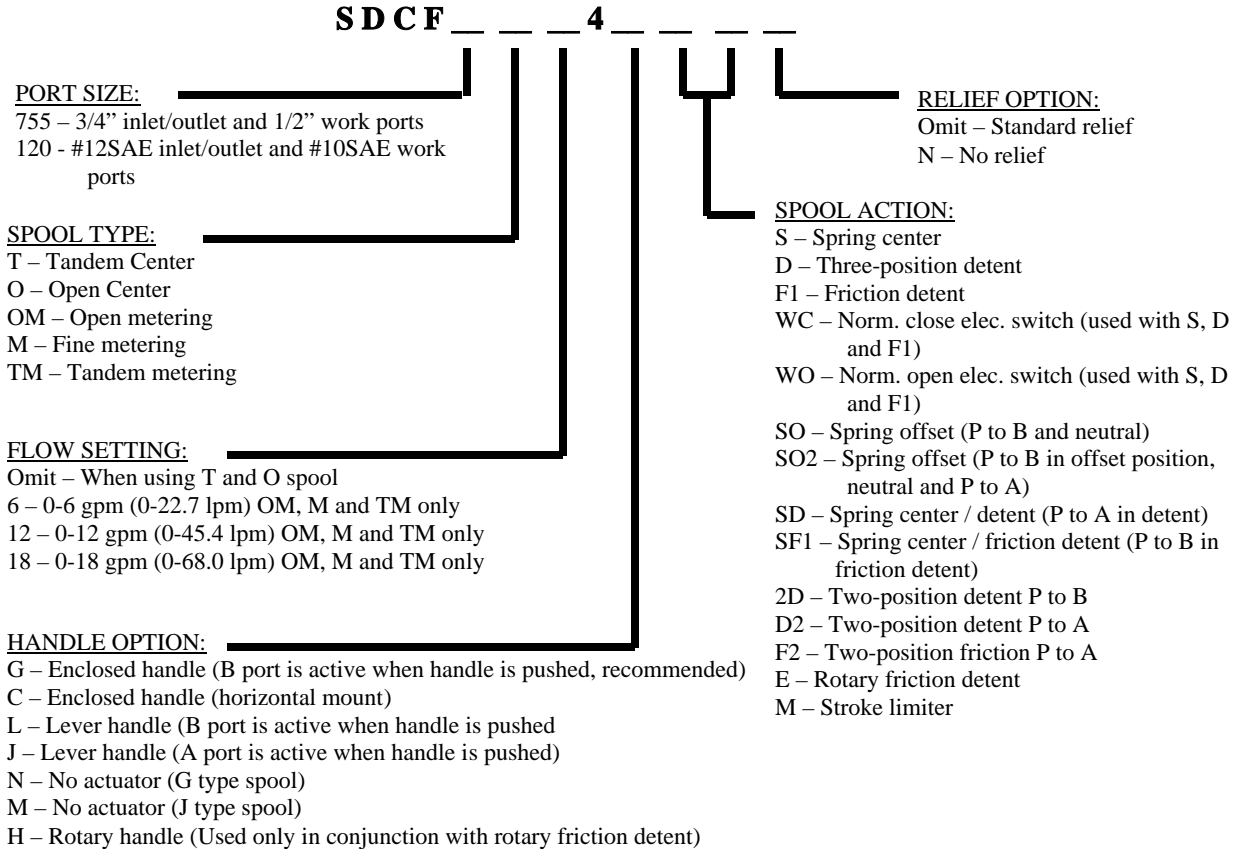 S D C F __ __ __ 4 __ __ __ __
PORT SIZE:
755 – 3/4” inlet/outlet and 1/2” work ports
120 - #12SAE inlet/outlet and #10SAE work
ports
SPOOL TYPE:
T – Tandem Center
O – Open Center
OM – Open metering
M – Fine metering
TM – Tandem metering
FLOW SETTING:
Omit – When using T and O spool
6 – 0-6 gpm (0-22.7 lpm) OM, M and TM only
12 – 0-12 gpm (0-45.4 lpm) OM, M and TM only
18 – 0-18 gpm (0-68.0 lpm) OM, M and TM only
HANDLE OPTION:
G – Enclosed handle (B port is active when handle is pushed, recommended)
C – Enclosed handle (horizontal mount)
L – Lever handle (B port is active when handle is pushed
J – Lever handle (A port is active when handle is pushed)
N – No actuator (G type spool)
M – No actuator (J type spool)
H – Rotary handle (Used only in conjunction with rotary friction detent)
RELIEF OPTION:
Omit – Standard relief
N – No relief
SPOOL ACTION:
S – Spring center
D – Three-position detent
F1 – Friction detent
WC – Norm. close elec. switch (used with S, D
and F1)
WO – Norm. open elec. switch (used with S, D
and F1)
SO – Spring offset (P to B and neutral)
SO2 – Spring offset (P to B in offset position,
neutral and P to A)
SD – Spring center / detent (P to A in detent)
SF1 – Spring center / friction detent (P to B in
friction detent)
2D – Two-position detent P to B
D2 – Two-position detent P to A
F2 – Two-position friction P to A
E – Rotary friction detent
M – Stroke limiter